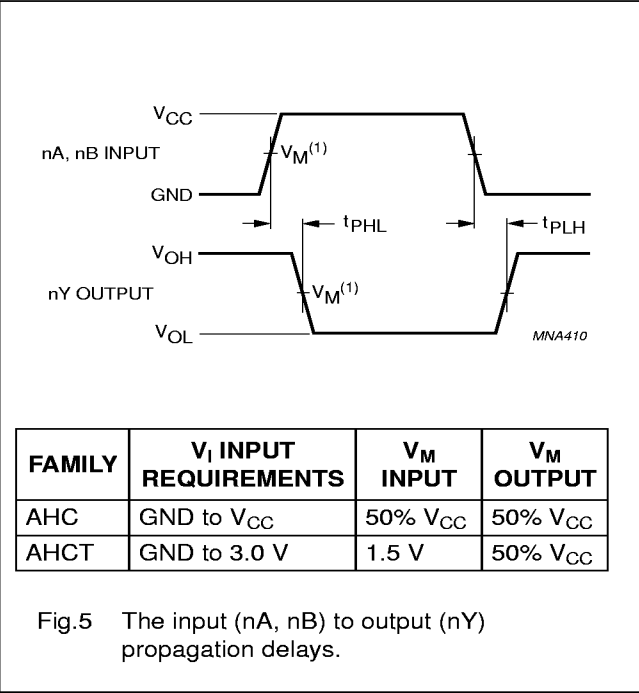 VCC
nA, nB INPUT
VM(1)
GND
tPHL
tPLH
VOH
nY OUTPUT
VM(1)
VOL
MNA410
FAMILY VI INPUT REQUIREMENTS VM INPUT VM OUTPUT
AHC GND to VCC 50% VCC 50% VCC
AHCT GND to 3.0 V 1.5 V 50% VCC
Fig.5 The input (nA, nB) to output (nY)
propagation delays.